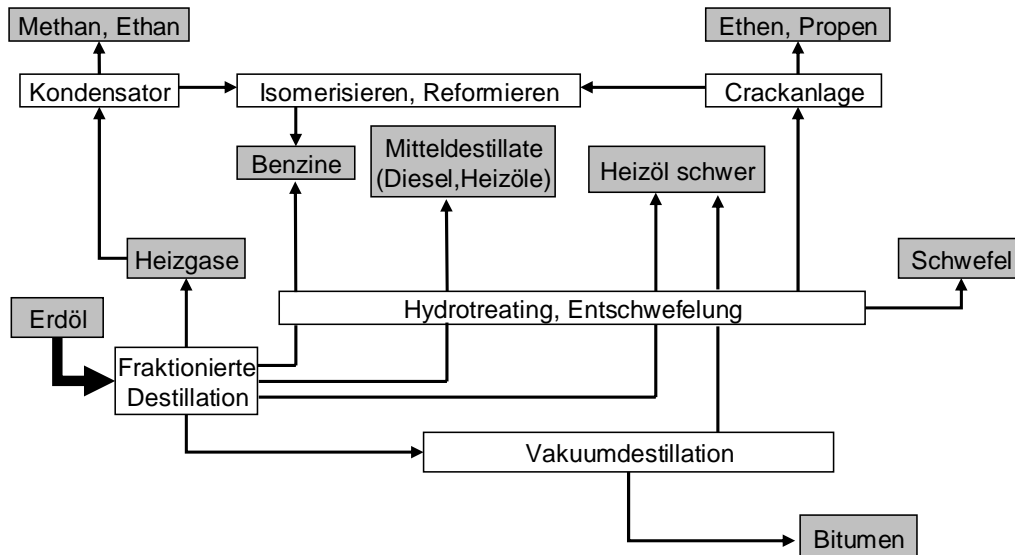 Methan, Ethan
Ethen, Propen
Kondensator
Isomerisieren, Reformieren
Crackanlage
Benzine
Mitteldestillate
(Diesel,Heizöle)
Heizöl schwer
Heizgase
Schwefel
Erdöl
Hydrotreating, Entschwefelung
Fraktionierte
Destillation
Vakuumdestillation
Bitumen